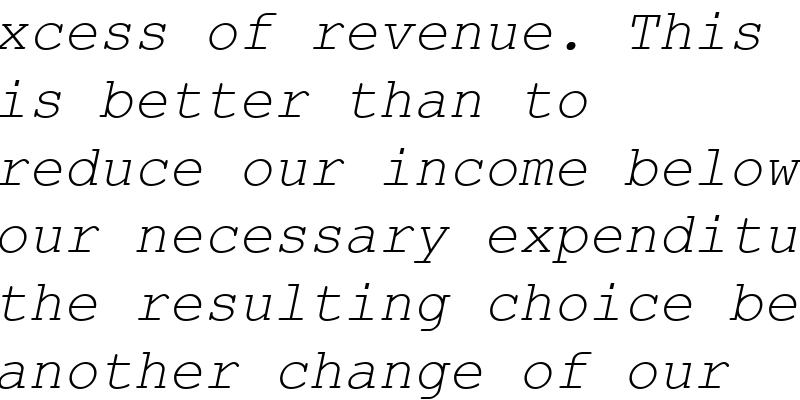 xcess of revenue. This
is better than to
reduce our income below
our necessary expenditu
the resulting choice be
another change of our